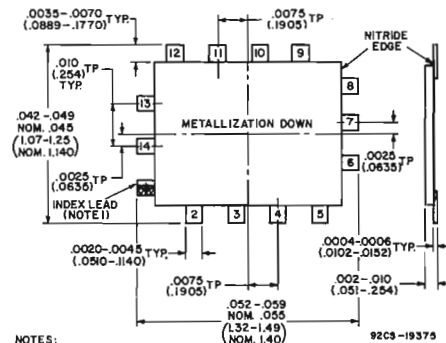 .0035-.0070 TYP.
(.0889-.1770)
.0075 TP
(.1905)
NITRIDE
EDGE
12
11
10
9
.010 TP
(.254)
TYP.
8
.042-.049
NOM. .045
(1.07-1.25
NOM. 1.140)
13
METALLIZATION DOWN
7
14
6
.0025 TP
(.0635)
.0025 TP
(.0635)
INDEX LEAD
(NOTE 1)
2
3
4
5
.0020-.0045 TYP.
(.0510-.1140)
.0004-.0006 TYP.
(.0102-.0152)
.0075 TP
(.1905)
.002-.010
(.051-.254)
.052-.059
NOM. .055
(1.32-1.49
NOM. 1.40)
NOTES:
92CS-19375